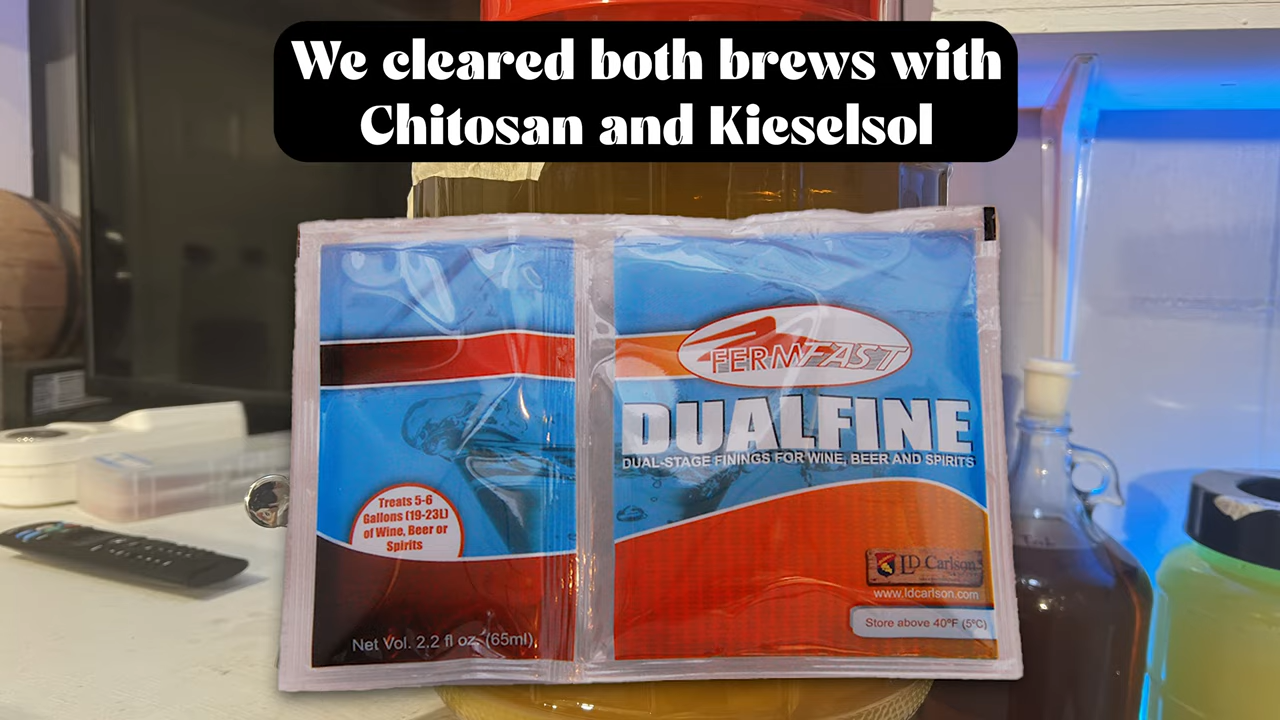 We cleared both brews with
Chitosan and Kieselsol
FERMFAST
DUALFINE
DUAL-STAGE FININGS FOR WINE, BEER AND SPIRITS
Treats 5-6
Gallons (19-23L)
of Wine, Beer or
Spirits
LD Carlson
www.ldcarlson.com
Store above 40ºF (5ºC)
Net Vol. 2.2 fl oz. (65ml)